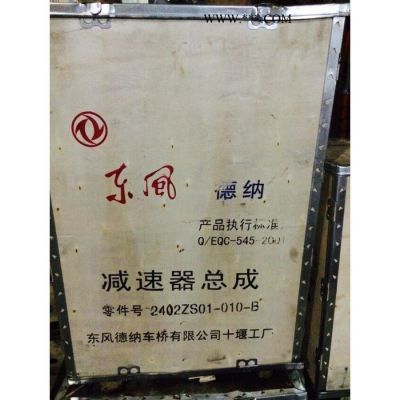 东风 德纳
产品执行标准
Q/EQC-545-2001
减速器总成
零件号 2402ZS01-010-B
东风德纳车桥有限公司十堰工厂